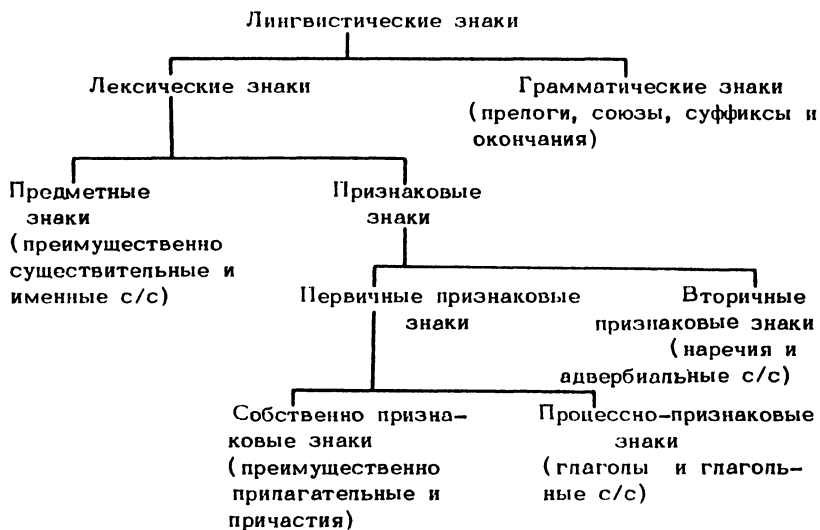 Лингвистические знаки
Лексические знаки
Грамматические знаки
(предлоги, союзы, суффиксы и
окончания)
Предметные
знаки
(преимущественно
существительные и
именные с/с)
Признаковые
знаки
Первичные признаковые
знаки
Вторичные
признаковые знаки
(наречия и
адвербиальные с/с)
Собственно призна-
ковые знаки
(преимущественно
прилагательные и
причастия)
Процессно-признаковые
знаки
(глаголы и глаголь-
ные с/с)